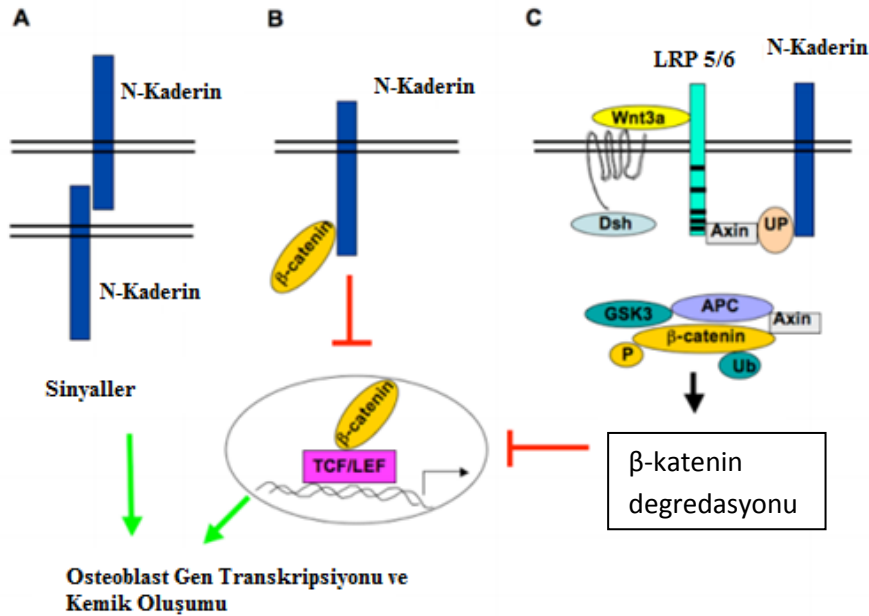 A
N-Kaderin
N-Kaderin
Sinyaller
B
N-Kaderin
β-catenin
β-catenin
TCF/LEF
C
N-Kaderin
LRP 5/6
Wnt3a
Dsh
Axin
UP
GSK3
APC
Axin
β-catenin
P
Ub
β-katenin
degredasyonu
Osteoblast Gen Transkripsiyonu ve
Kemik Oluşumu